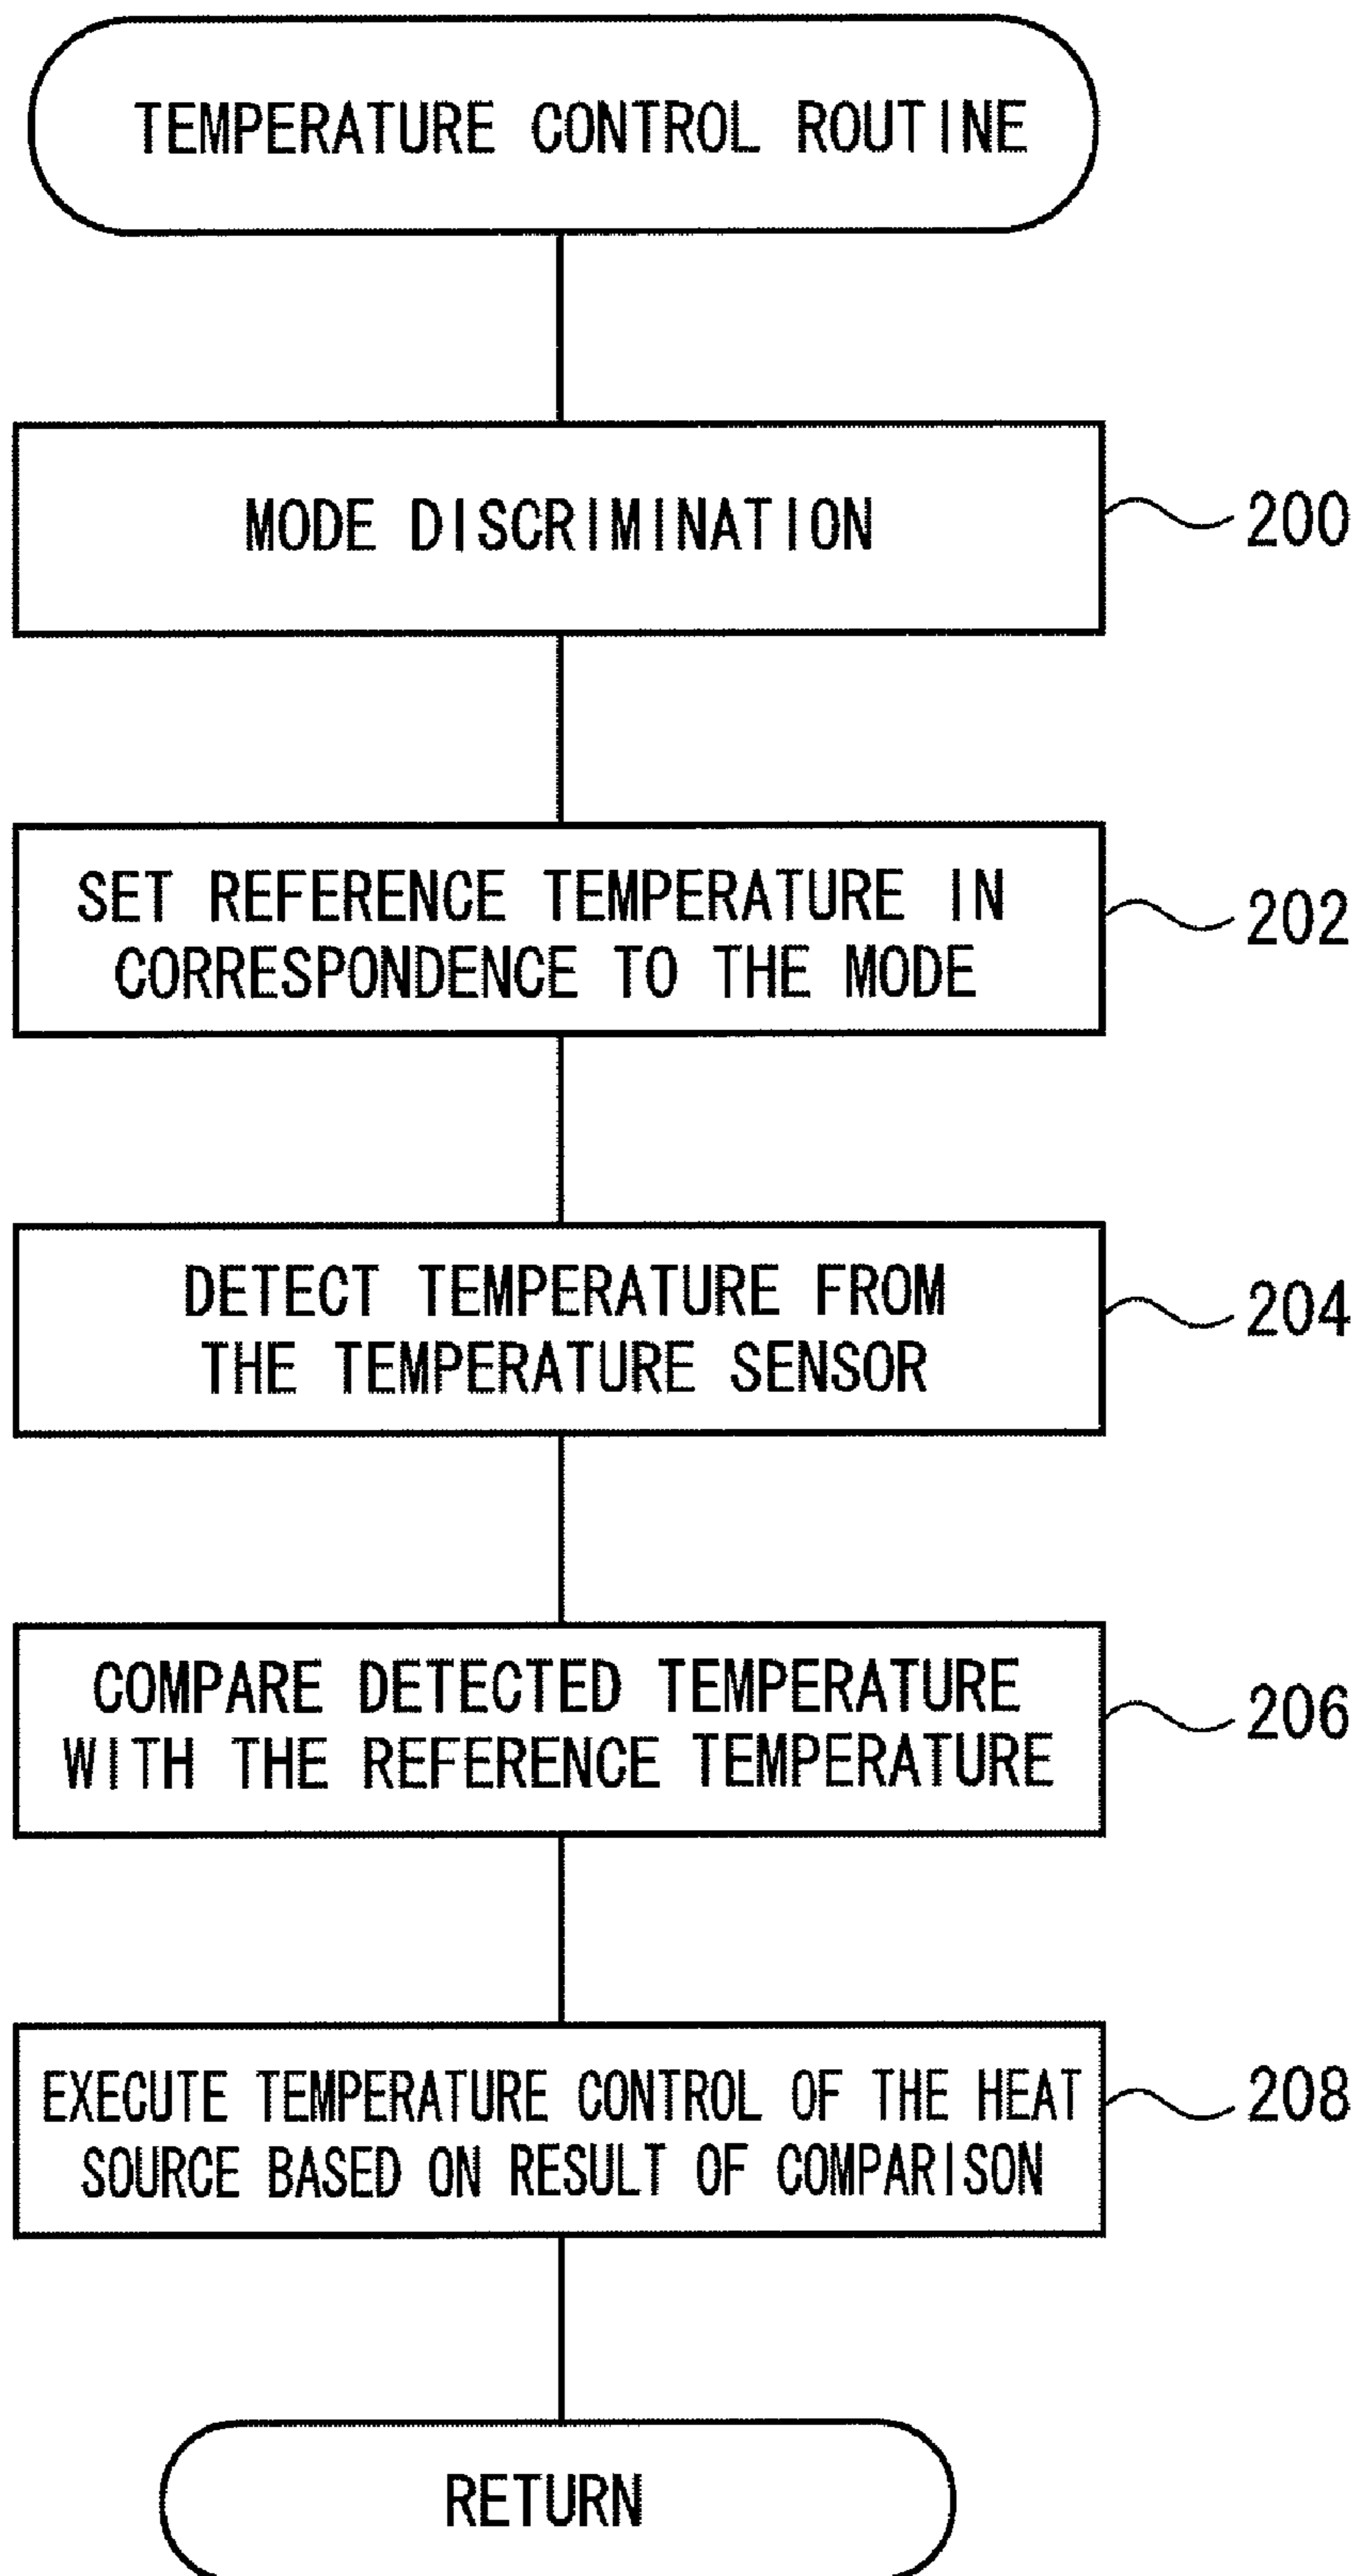 TEMPERATURE CONTROL ROUTINE
MODE DISCRIMINATION
200
SET REFERENCE TEMPERATURE IN
CORRESPONDENCE TO THE MODE
202
DETECT TEMPERATURE FROM
THE TEMPERATURE SENSOR
204
COMPARE DETECTED TEMPERATURE
WITH THE REFERENCE TEMPERATURE
206
EXECUTE TEMPERATURE CONTROL OF THE HEAT
SOURCE BASED ON RESULT OF COMPARISON
208
RETURN